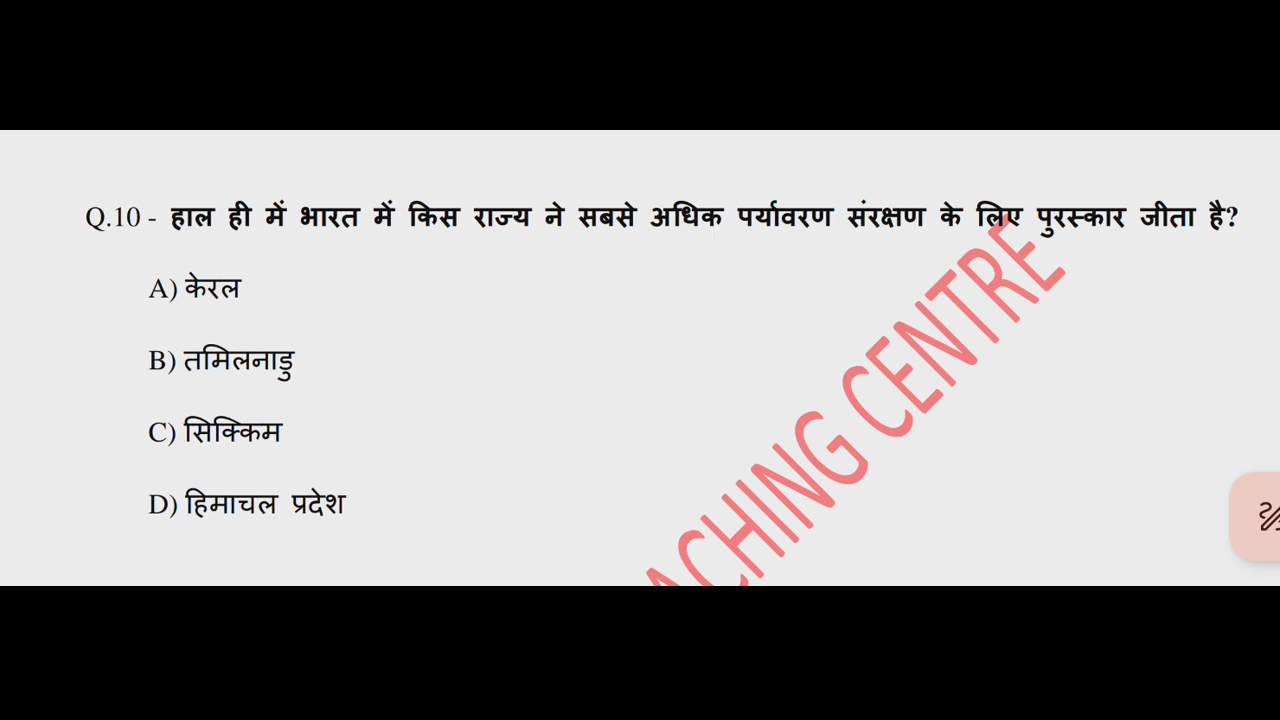 Q.10 - हाल ही में भारत में किस राज्य ने सबसे अधिक पर्यावरण संरक्षण के लिए पुरस्कार जीता है?
A) केरल
B) तमिलनाडु
C) सिक्किम
D) हिमाचल प्रदेश
ACHING CENTRE